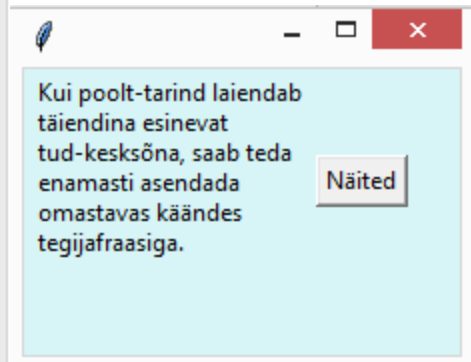 Kui poolt-tarind laiendab
täiendina esinevat
tud-kesksõna, saab teda
enamasti asendada
omastavas käändes
tegijafraasiga.
Näited